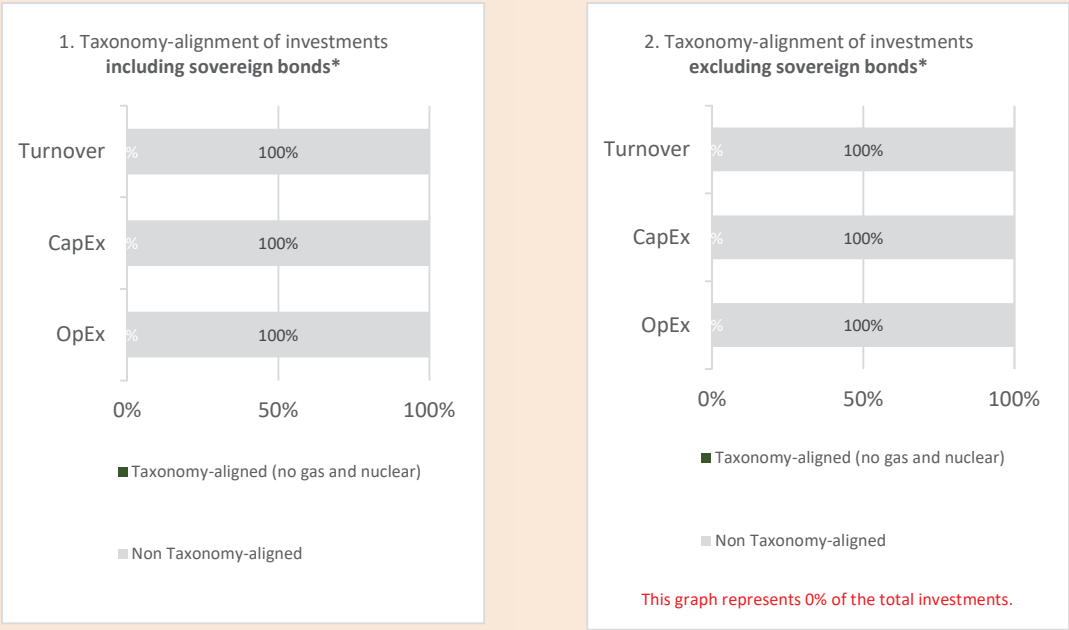 1. Taxonomy-alignment of investments
including sovereign bonds*
Turnover
%
100%
CapEx
%
100%
OpEx
%
100%
0%
50%
100%
Taxonomy-aligned (no gas and nuclear)
Non Taxonomy-aligned
2. Taxonomy-alignment of investments
excluding sovereign bonds*
Turnover
%
100%
CapEx
%
100%
OpEx
%
100%
0%
50%
100%
Taxonomy-aligned (no gas and nuclear)
Non Taxonomy-aligned
This graph represents 0% of the total investments.